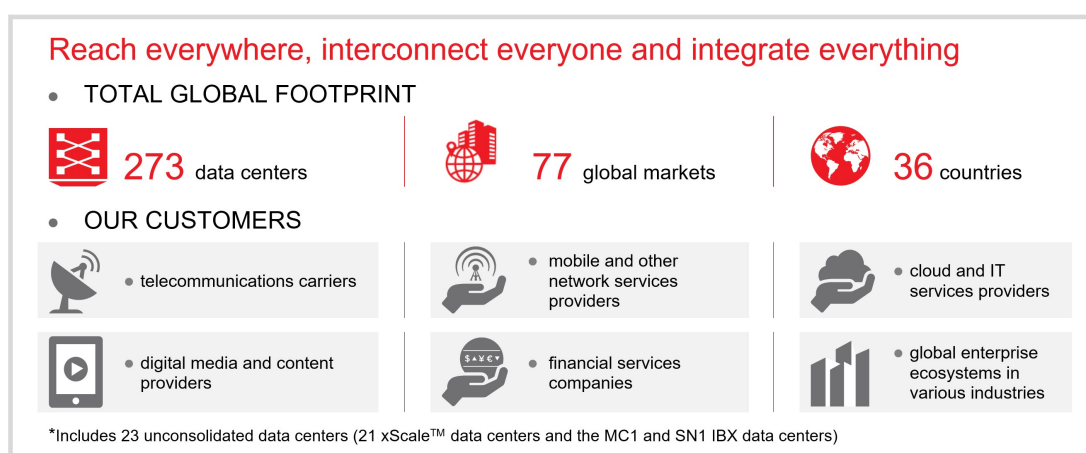 Reach everywhere, interconnect everyone and integrate everything
• TOTAL GLOBAL FOOTPRINT
273 data centers
77 global markets
36 countries
• OUR CUSTOMERS
• telecommunications carriers
• mobile and other
network services
providers
• cloud and IT
services providers
• digital media and content
providers
$▲¥€▼
• financial services
companies
• global enterprise
ecosystems in
various industries
*Includes 23 unconsolidated data centers (21 xScale™ data centers and the MC1 and SN1 IBX data centers)